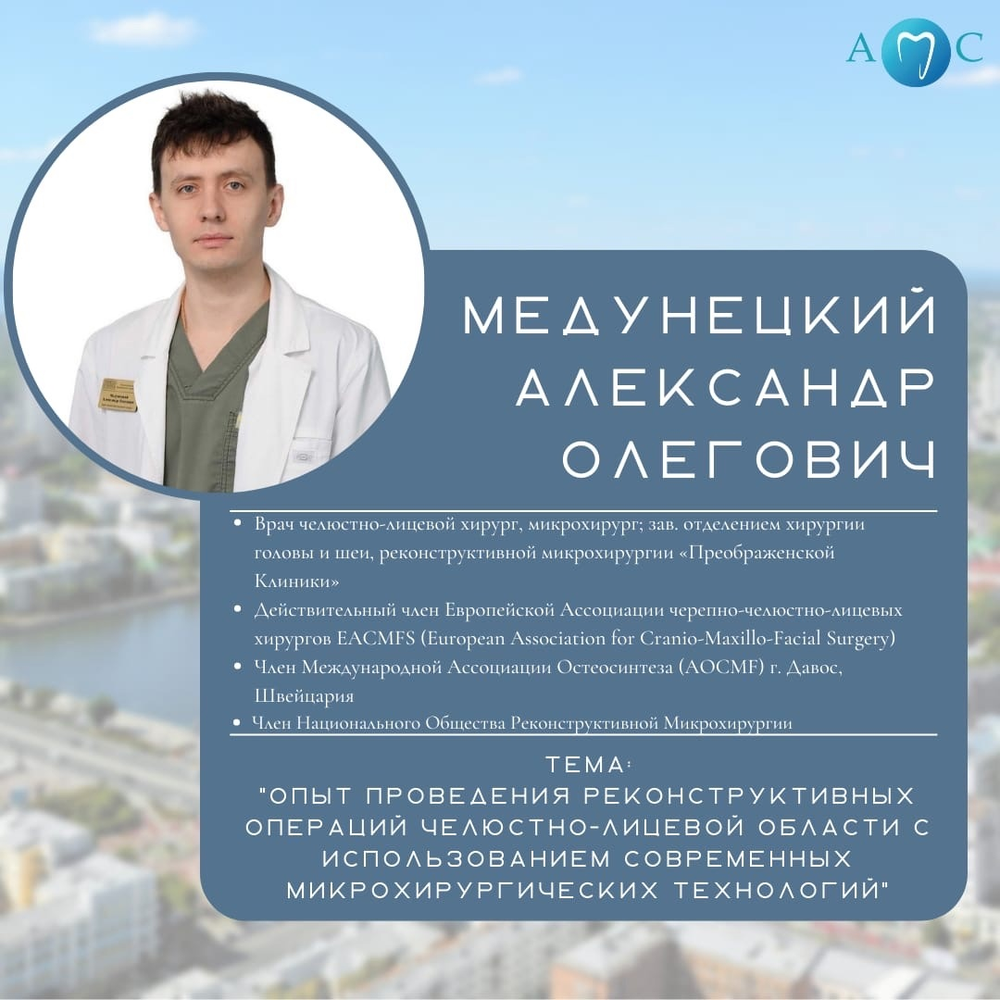 А С
МЕДУНЕЦКИЙ
АЛЕКСАНДР
ОЛЕГОВИЧ
Врач челюстно-лицевой хирург, микрохирург; зав. отделением хирургии
головы и шеи, реконструктивной микрохирургии «Преображенской
Клиники»
Действительный член Европейской Ассоциации черепно-челюстно-лицевых
хирургов EACMFS (European Association for Cranio-Maxillo-Facial Surgery)
Член Международной Ассоциации Остеосинтеза (AOCMF) г. Давос,
Швейцария
Член Национального Общества Реконструктивной Микрохирургии
ТЕМА:
"ОПЫТ ПРОВЕДЕНИЯ РЕКОНСТРУКТИВНЫХ
ОПЕРАЦИЙ ЧЕЛЮСТНО-ЛИЦЕВОЙ ОБЛАСТИ С
ИСПОЛЬЗОВАНИЕМ СОВРЕМЕННЫХ
МИКРОХИРУРГИЧЕСКИХ ТЕХНОЛОГИЙ"